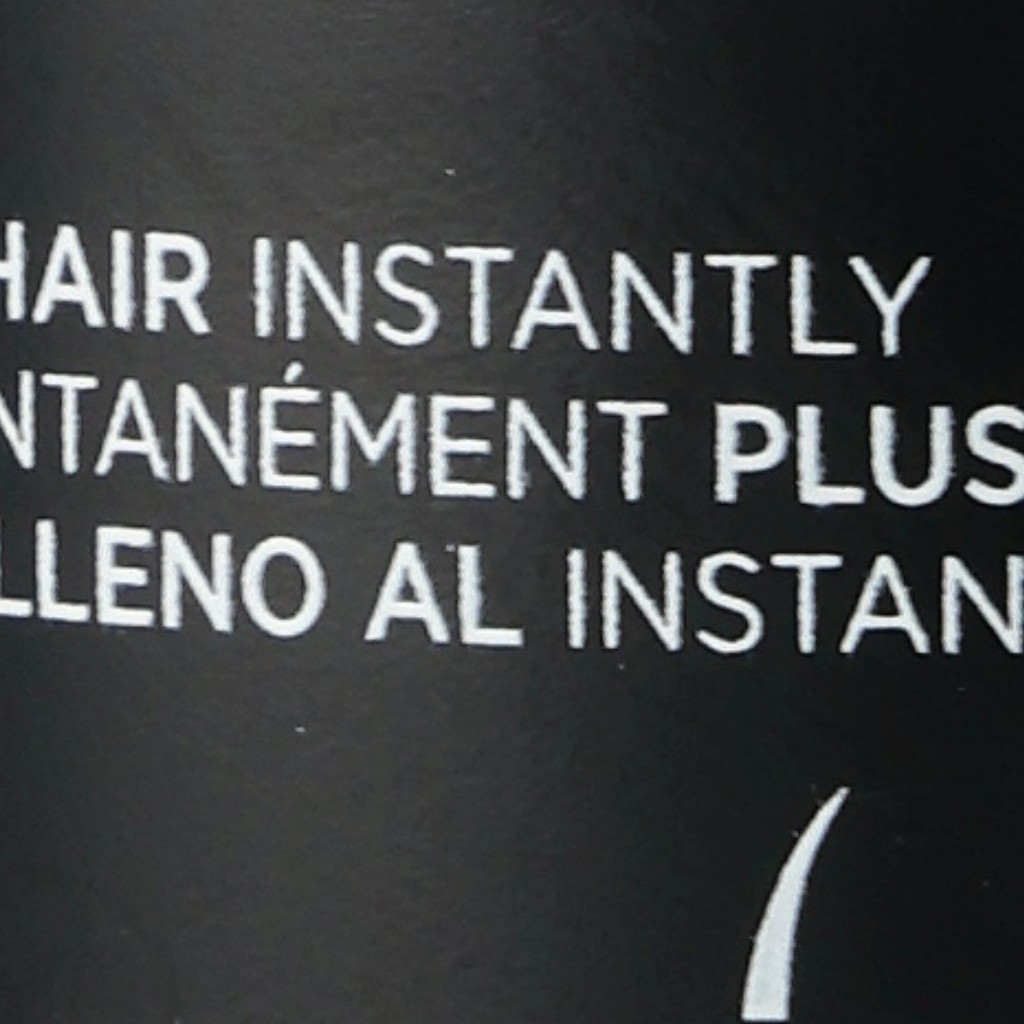 HAIR INSTANTLY
NTANÉMENT PLUS
LLENO AL INSTAN